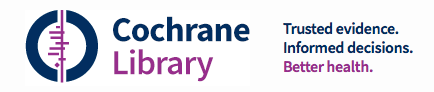 Cochrane
Library
Trusted evidence.
Informed decisions.
Better health.